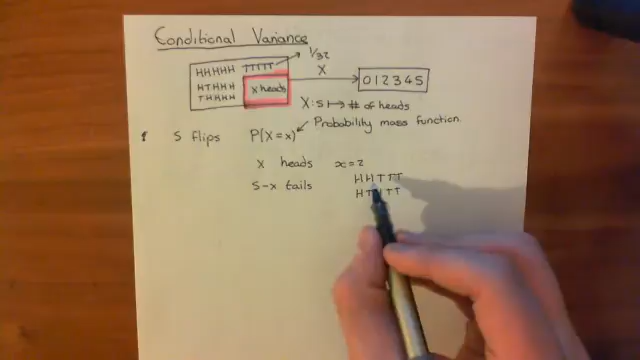 Conditional Variance
1/32
HHHHH TTTTT
X
HTHHH
THHHH
x heads
0 1 2 3 4 5
X : S ↦ # of heads
Probability mass function
5 flips P(X = x)
x heads x = 2
5-x tails HHTTT
HTHTT